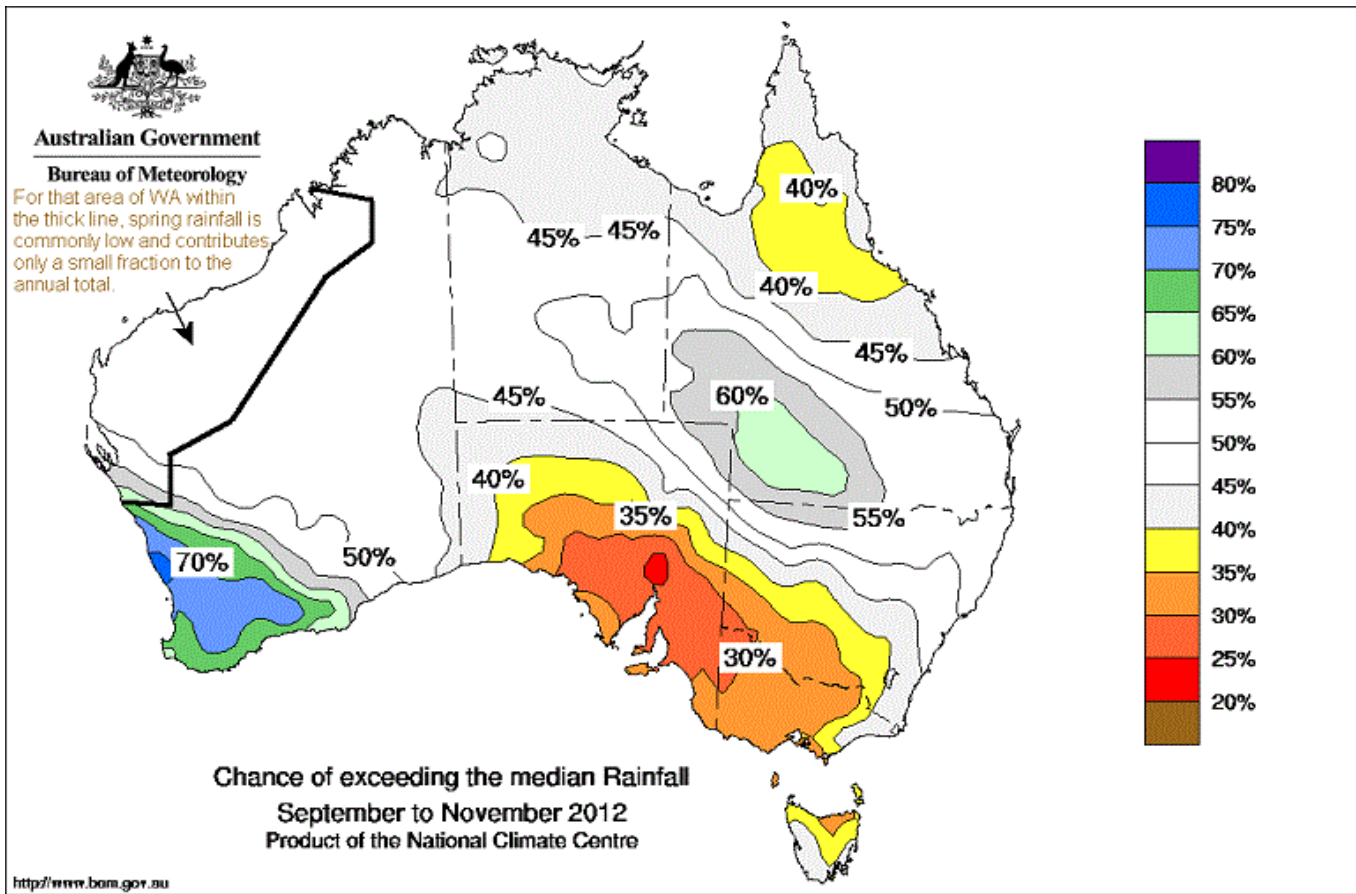 Australian Government
Bureau of Meteorology
For that area of WA within
the thick line, spring rainfall is
commonly low and contributes
only a small fraction to the
annual total.
40%
45%
45%
40%
45%
50%
60%
55%
45%
40%
35%
50%
70%
30%
80%
75%
70%
65%
60%
55%
50%
45%
40%
35%
30%
25%
20%
Chance of exceeding the median Rainfall
September to November 2012
Product of the National Climate Centre
http://www.bom.gov.au